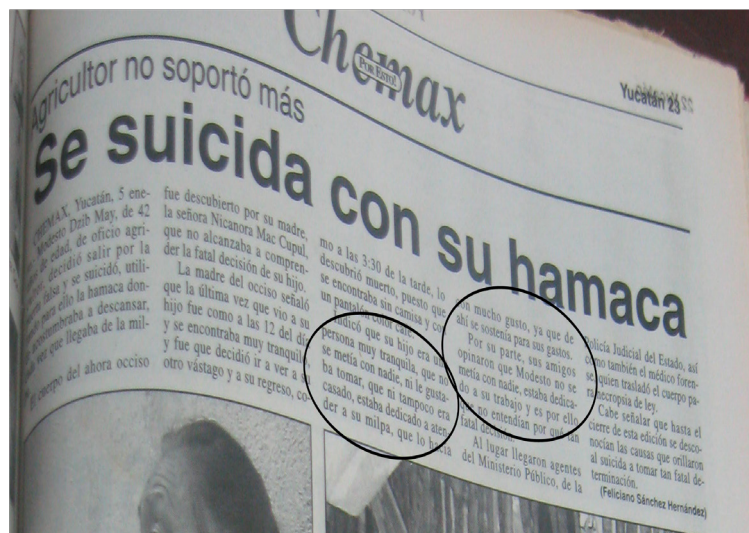 Chemax
POR ESTO!
Yucatán 23
Agricultor no soportó más
Se suicida con su hamaca
CHEMAX, Yucatán, 5 ene-
Modesto Dzib May, de 42
de edad, de oficio agri-
decidió salir por la
falsa y se suicidó, utili-
para ello la hamaca don-
acostumbraba a descansar,
vez que llegaba de la mil-
El cuerpo del ahora occiso
fue descubierto por su madre,
la señora Nicanora Mac Cupul,
que no alcanzaba a compren-
der la fatal decisión de su hijo.
La madre del occiso señaló
que la última vez que vio a su
hijo fue como a las 12 del día
y se encontraba muy tranquilo,
y fue que decidió ir a ver a su
otro vástago y a su regreso, co-
mo a las 3:30 de la tarde, lo
descubrió muerto, puesto que
se encontraba sin camisa y con
un pantalón color café.
Indicó que su hijo era una
persona muy tranquila, que no
se metía con nadie, ni le gusta-
ba tomar, que ni tampoco era
casado, estaba dedicado a aten-
der a su milpa, que lo hacía
con mucho gusto, ya que de
ahí se sostenía para sus gastos.
Por su parte, sus amigos
opinaron que Modesto no se
metía con nadie, estaba dedica-
do a su trabajo y es por ello
que no entendían por qué tan
fatal decisión.
Al lugar llegaron agentes
del Ministerio Público, de la
Policía Judicial del Estado, así
como también el médico foren-
se quien trasladó el cuerpo pa-
ra necropsia de ley.
Cabe señalar que hasta el
cierre de esta edición se desco-
nocían las causas que orillaron
al suicida a tomar tan fatal de-
terminación.
(Feliciano Sánchez Hernández)